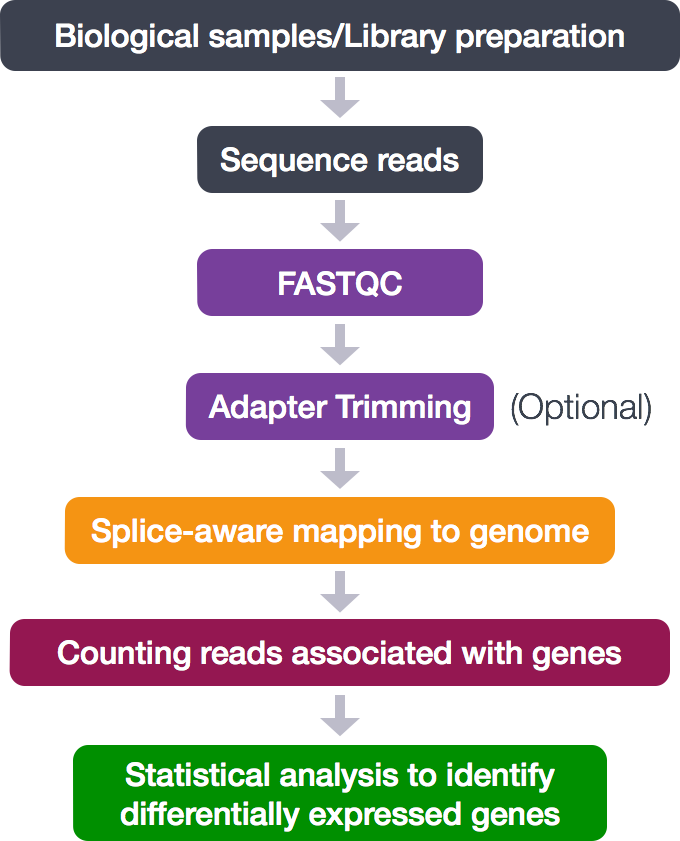 Biological samples/Library preparation
Sequence reads
FASTQC
Adapter Trimming (Optional)
Splice-aware mapping to genome
Counting reads associated with genes
Statistical analysis to identify
differentially expressed genes